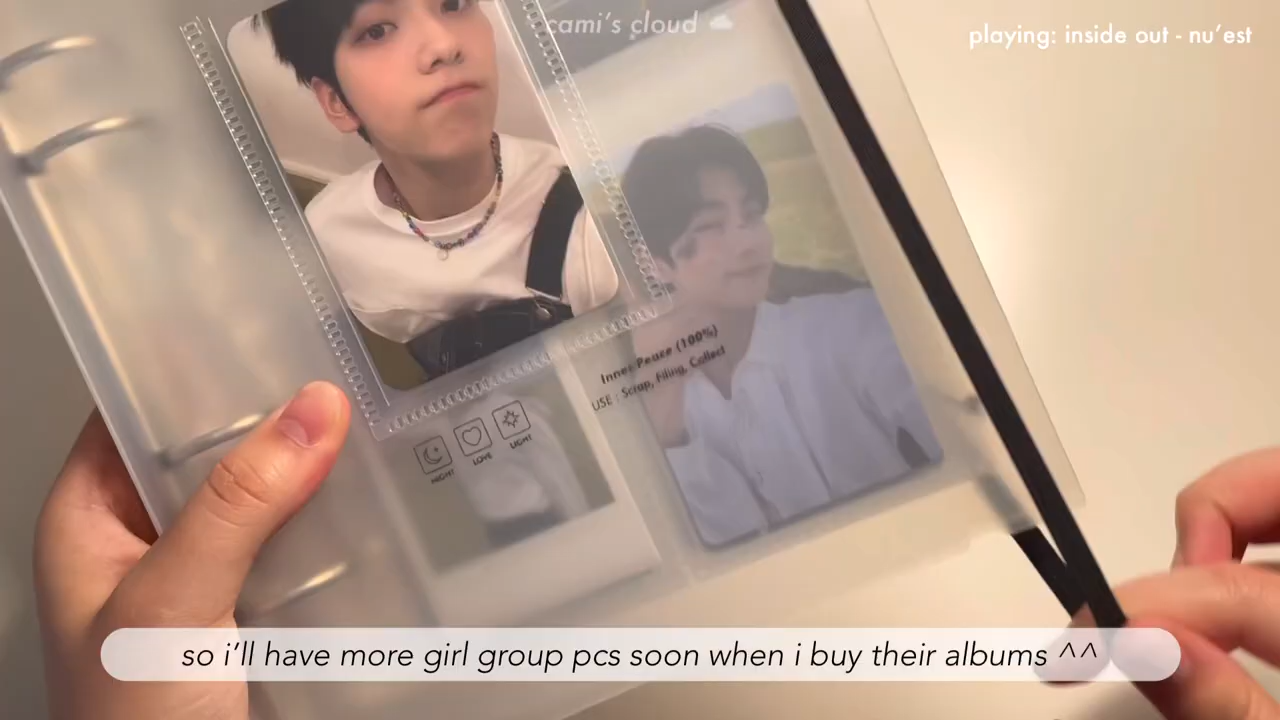 cami's cloud
playing: inside out - nu'est
Inner Peace (100%)
USE : Scrap, Filing, Collect
NIGHT LOVE LIGHT
so i'll have more girl group pcs soon when i buy their albums ^^